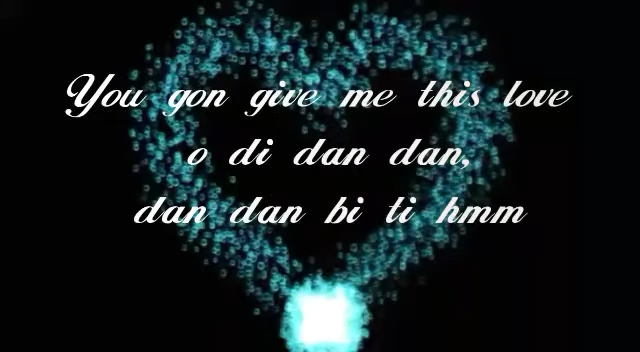 You gon give me this love
o di dan dan,
dan dan bi ti hmm